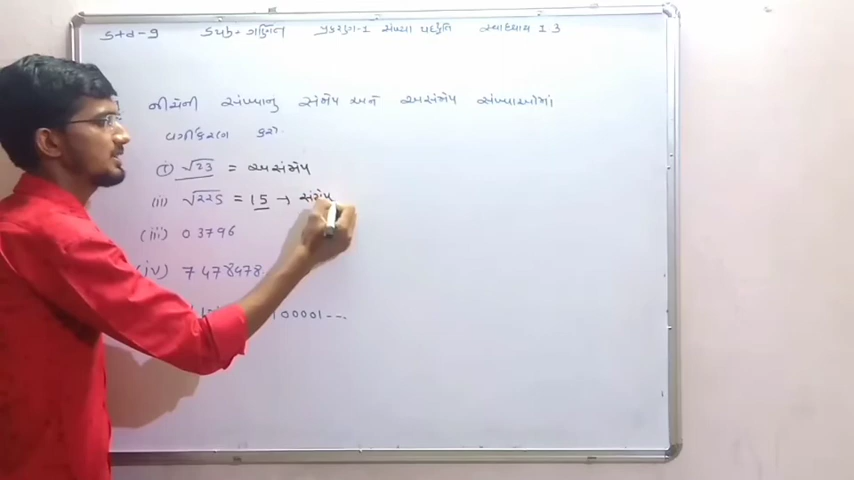 Std-9 Sub- ગણિત પ્રકરણ-1 સંખ્યા પદ્ધતિ સ્વાધ્યાય 1 3
નીચેની સંખ્યાનુ સંમેય અને અસંમેય સંખ્યાઓમાં
વર્ગીકરણ કરો.
(i) √23 = અસંમેય
(ii) √225 = 15 → સંમેય
(iii) 0 3796
(iv) 7 478478
100001---